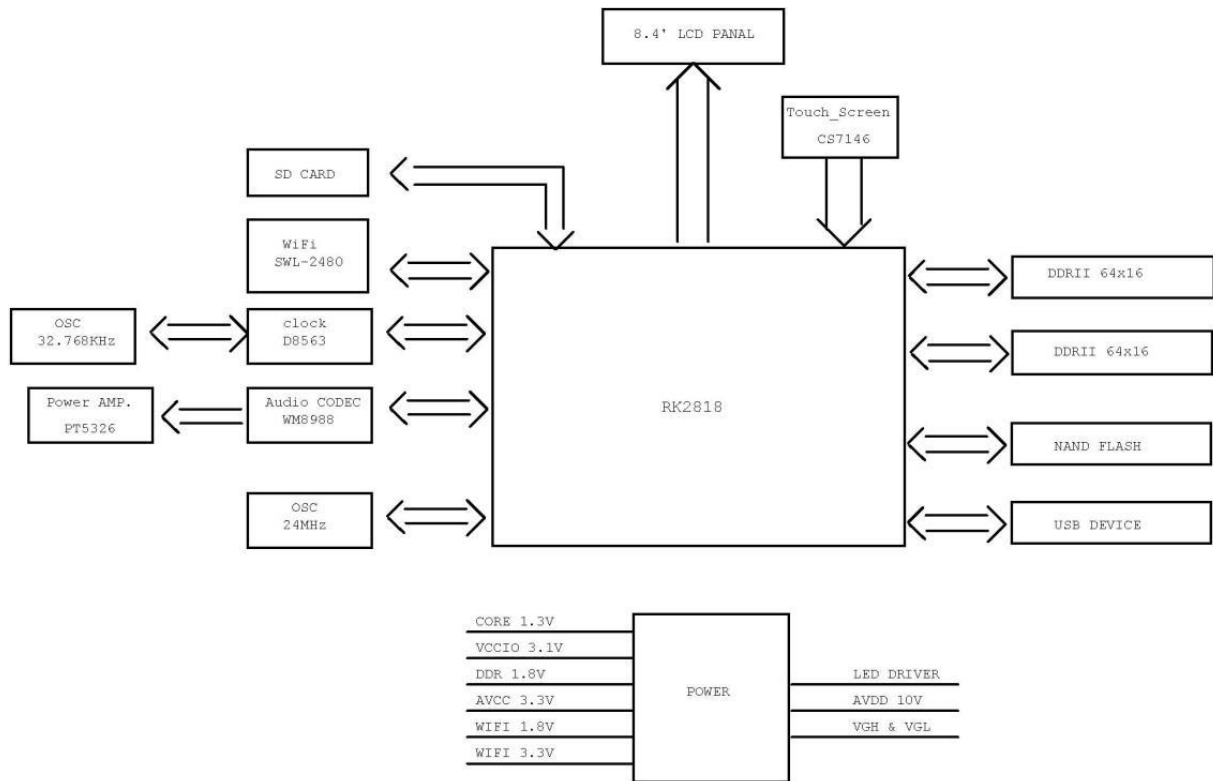 8.4' LCD PANAL
Touch_Screen
CS7146
SD CARD
WiFi
SWL-2480
DDRII 64x16
OSC
32.768KHz
clock
D8563
DDRII 64x16
Power AMP.
PT5326
Audio CODEC
WM8988
RK2818
NAND FLASH
OSC
24MHz
USB DEVICE
CORE 1.3V
VCCIO 3.1V
DDR 1.8V
AVCC 3.3V
WIFI 1.8V
WIFI 3.3V
POWER
LED DRIVER
AVDD 10V
VGH & VGL